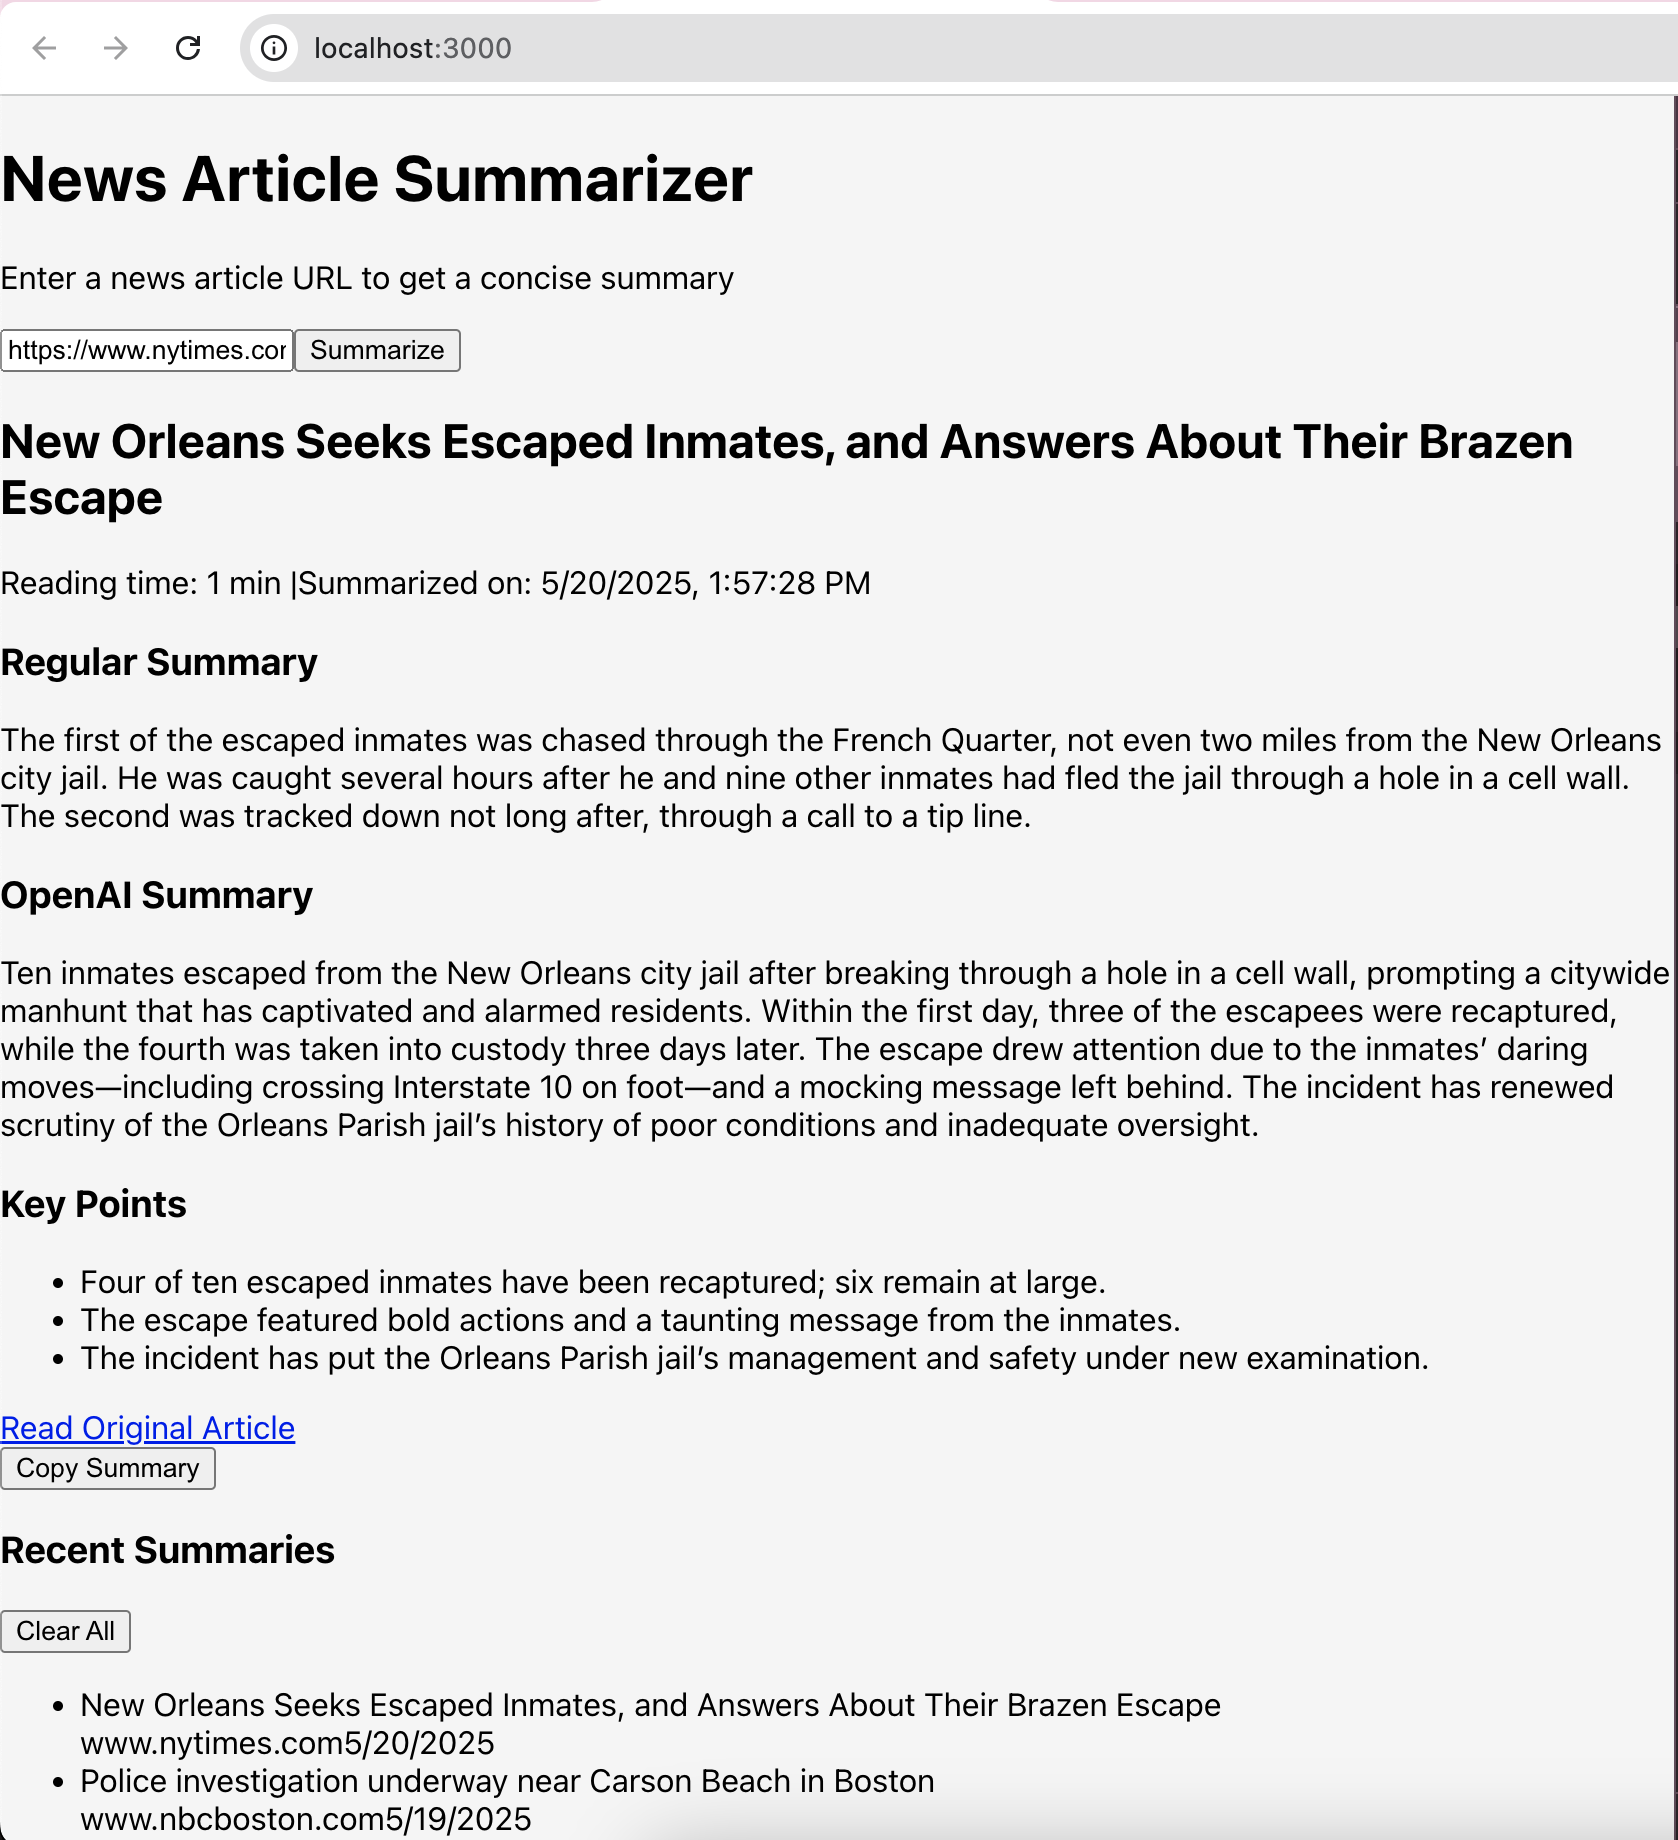 localhost:3000
News Article Summarizer
Enter a news article URL to get a concise summary
https://www.nytimes.cor Summarize
New Orleans Seeks Escaped Inmates, and Answers About Their Brazen
Escape
Reading time: 1 min |Summarized on: 5/20/2025, 1:57:28 PM
Regular Summary
The first of the escaped inmates was chased through the French Quarter, not even two miles from the New Orleans
city jail. He was caught several hours after he and nine other inmates had fled the jail through a hole in a cell wall.
The second was tracked down not long after, through a call to a tip line.
OpenAI Summary
Ten inmates escaped from the New Orleans city jail after breaking through a hole in a cell wall, prompting a citywide
manhunt that has captivated and alarmed residents. Within the first day, three of the escapees were recaptured,
while the fourth was taken into custody three days later. The escape drew attention due to the inmates’ daring
moves—including crossing Interstate 10 on foot—and a mocking message left behind. The incident has renewed
scrutiny of the Orleans Parish jail’s history of poor conditions and inadequate oversight.
Key Points
• Four of ten escaped inmates have been recaptured; six remain at large.
• The escape featured bold actions and a taunting message from the inmates.
• The incident has put the Orleans Parish jail’s management and safety under new examination.
Read Original Article
Copy Summary
Recent Summaries
Clear All
• New Orleans Seeks Escaped Inmates, and Answers About Their Brazen Escape
www.nytimes.com5/20/2025
• Police investigation underway near Carson Beach in Boston
www.nbcboston.com5/19/2025